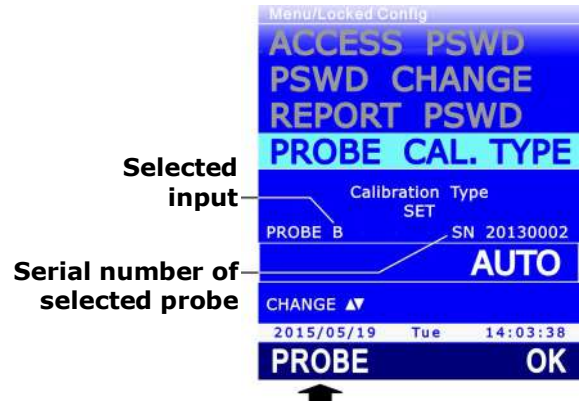 Menu/Locked Config
ACCESS PSWD
PSWD CHANGE
REPORT PSWD
PROBE CAL. TYPE
Selected
input
Calibration Type
SET
PROBE B SN 20130002
Serial number of
selected probe
AUTO
CHANGE ▲▼
2015/05/19 Tue 14:03:38
PROBE OK